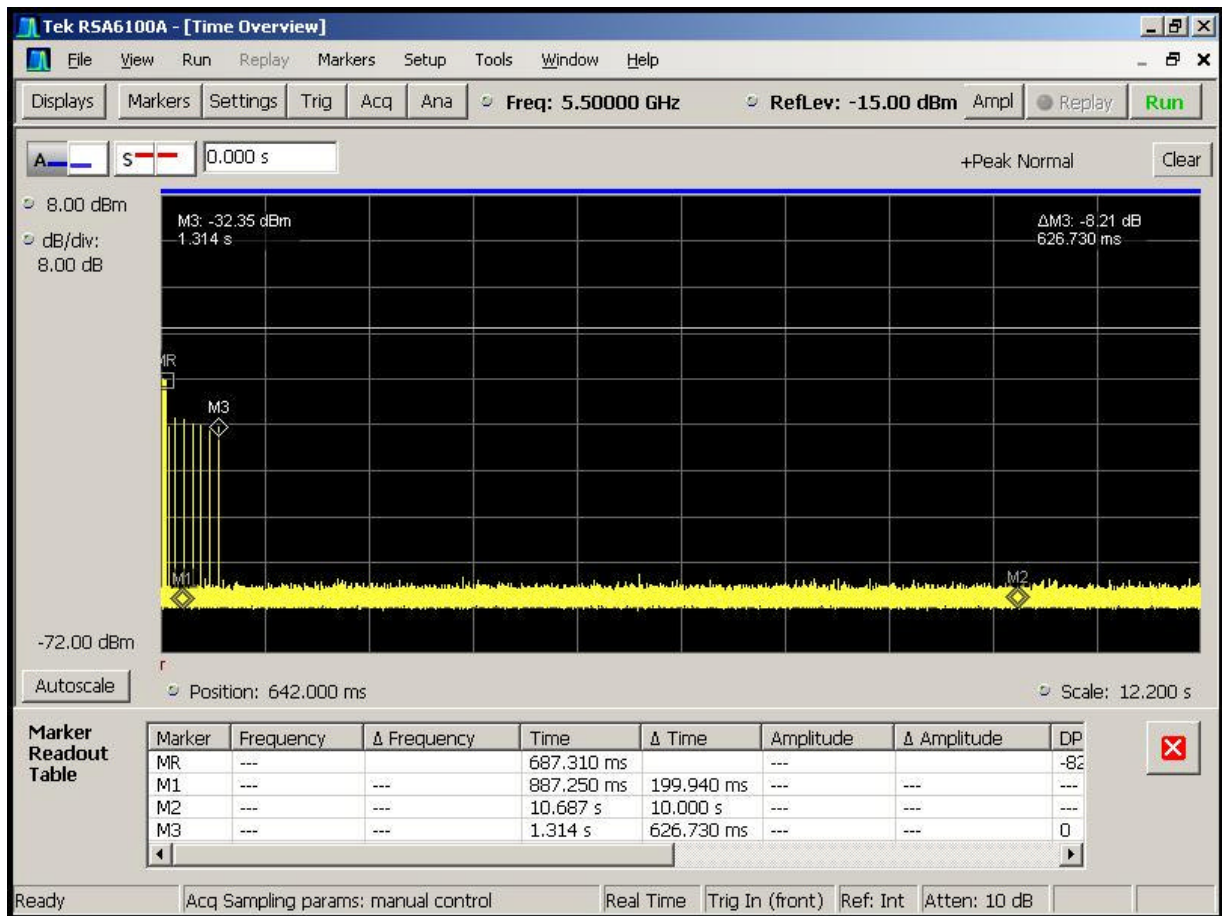 Tek RSA6100A - [Time Overview]
File View Run Replay Markers Setup Tools Window Help
Displays Markers Settings Trig Acq Ana Freq: 5.50000 GHz RefLev: -15.00 dBm Ampl Replay Run
A S 0.000 s +Peak Normal Clear
8.00 dBm
dB/div:
8.00 dB
M3: -32.35 dBm
1.314 s
ΔM3: -8.21 dB
626.730 ms
MR
M3
M1
M2
-72.00 dBm
r
Autoscale Position: 642.000 ms Scale: 12.200 s
Marker Readout Table
Marker Frequency Δ Frequency Time Δ Time Amplitude Δ Amplitude DP
MR --- 687.310 ms --- -82
M1 --- --- 887.250 ms 199.940 ms --- --- ---
M2 --- --- 10.687 s 10.000 s --- --- ---
M3 --- --- 1.314 s 626.730 ms --- --- 0
Ready Acq Sampling params: manual control Real Time Trig In (front) Ref: Int Atten: 10 dB